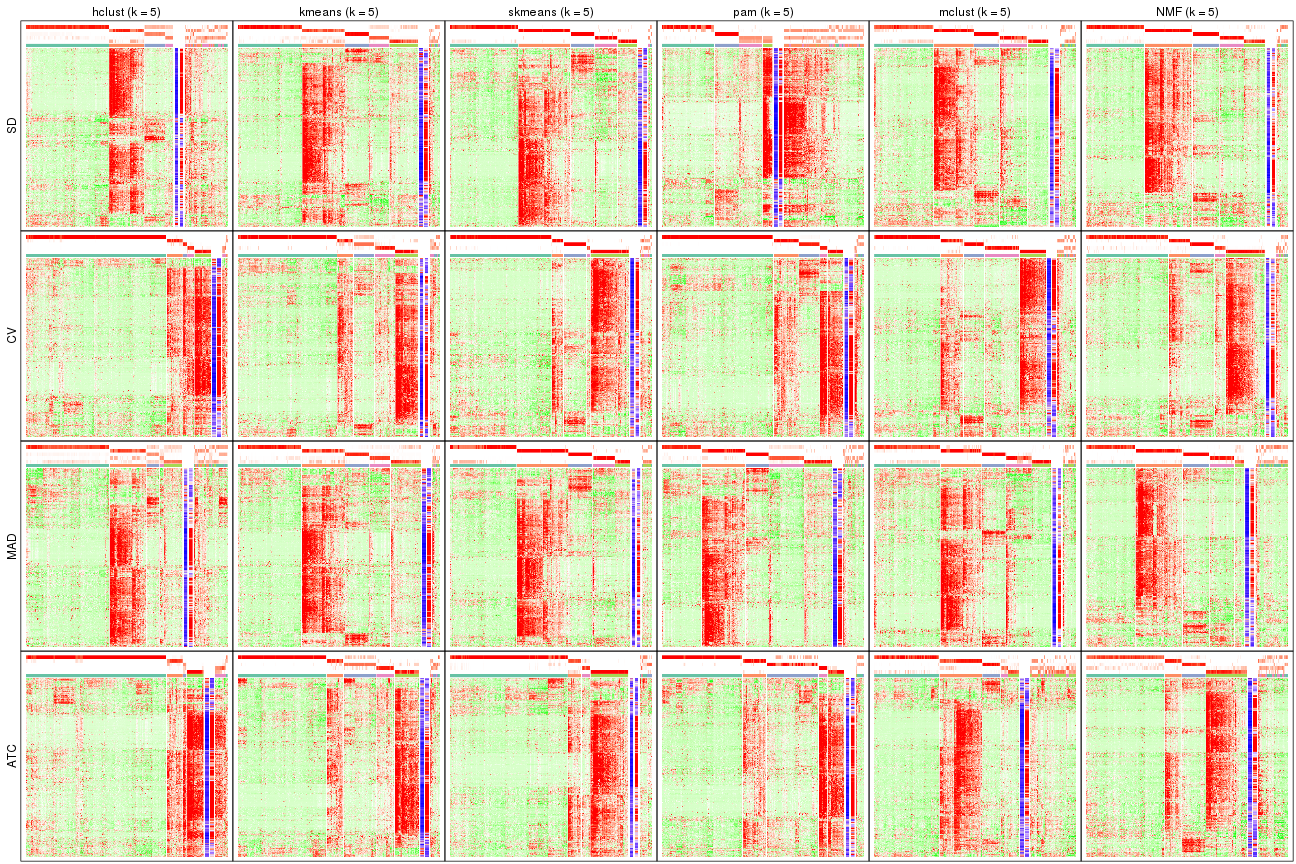 hclust (k = 5) kmeans (k = 5) skmeans (k = 5) pam (k = 5) mclust (k = 5) NMF (k = 5)
SD
CV
MAD
ATC